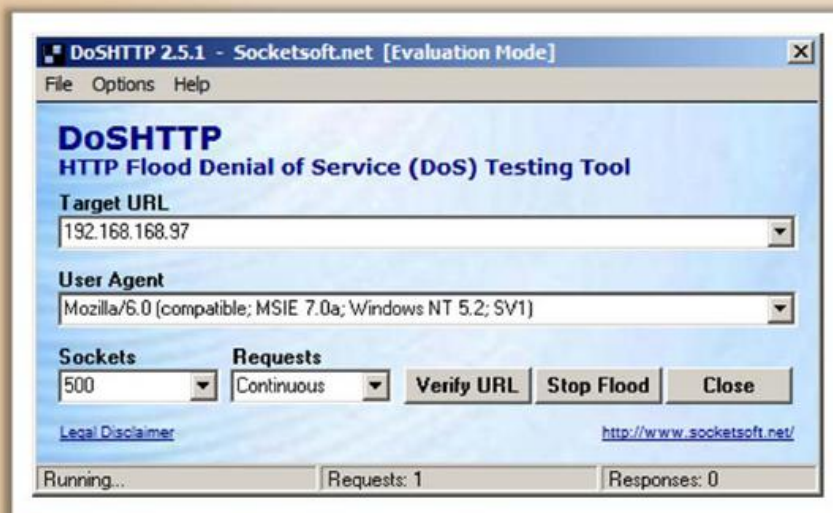 DoSHTTP 2.5.1 - Socketsoft.net [Evaluation Mode]
File Options Help
DoSHTTP
HTTP Flood Denial of Service (DoS) Testing Tool
Target URL
192.168.168.97
User Agent
Mozilla/6.0 (compatible; MSIE 7.0a; Windows NT 5.2; SV1)
Sockets Requests
500 Continuous Verify URL Stop Flood Close
Legal Disclaimer http://www.socketsoft.net/
Running... Requests: 1 Responses: 0